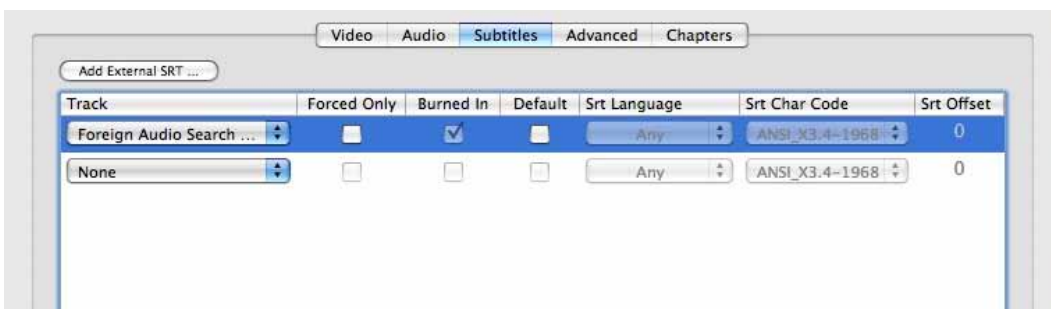 Video Audio Subtitles Advanced Chapters
Add External SRT ...
Track Forced Only Burned In Default Srt Language Srt Char Code Srt Offset
Foreign Audio Search ... Any ANSI_X3.4-1968 0
None Any ANSI_X3.4-1968 0